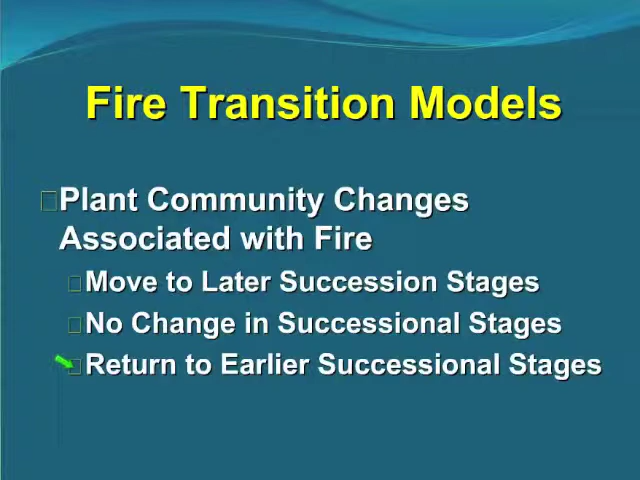 Fire Transition Models
Plant Community Changes
Associated with Fire
Move to Later Succession Stages
No Change in Successional Stages
Return to Earlier Successional Stages